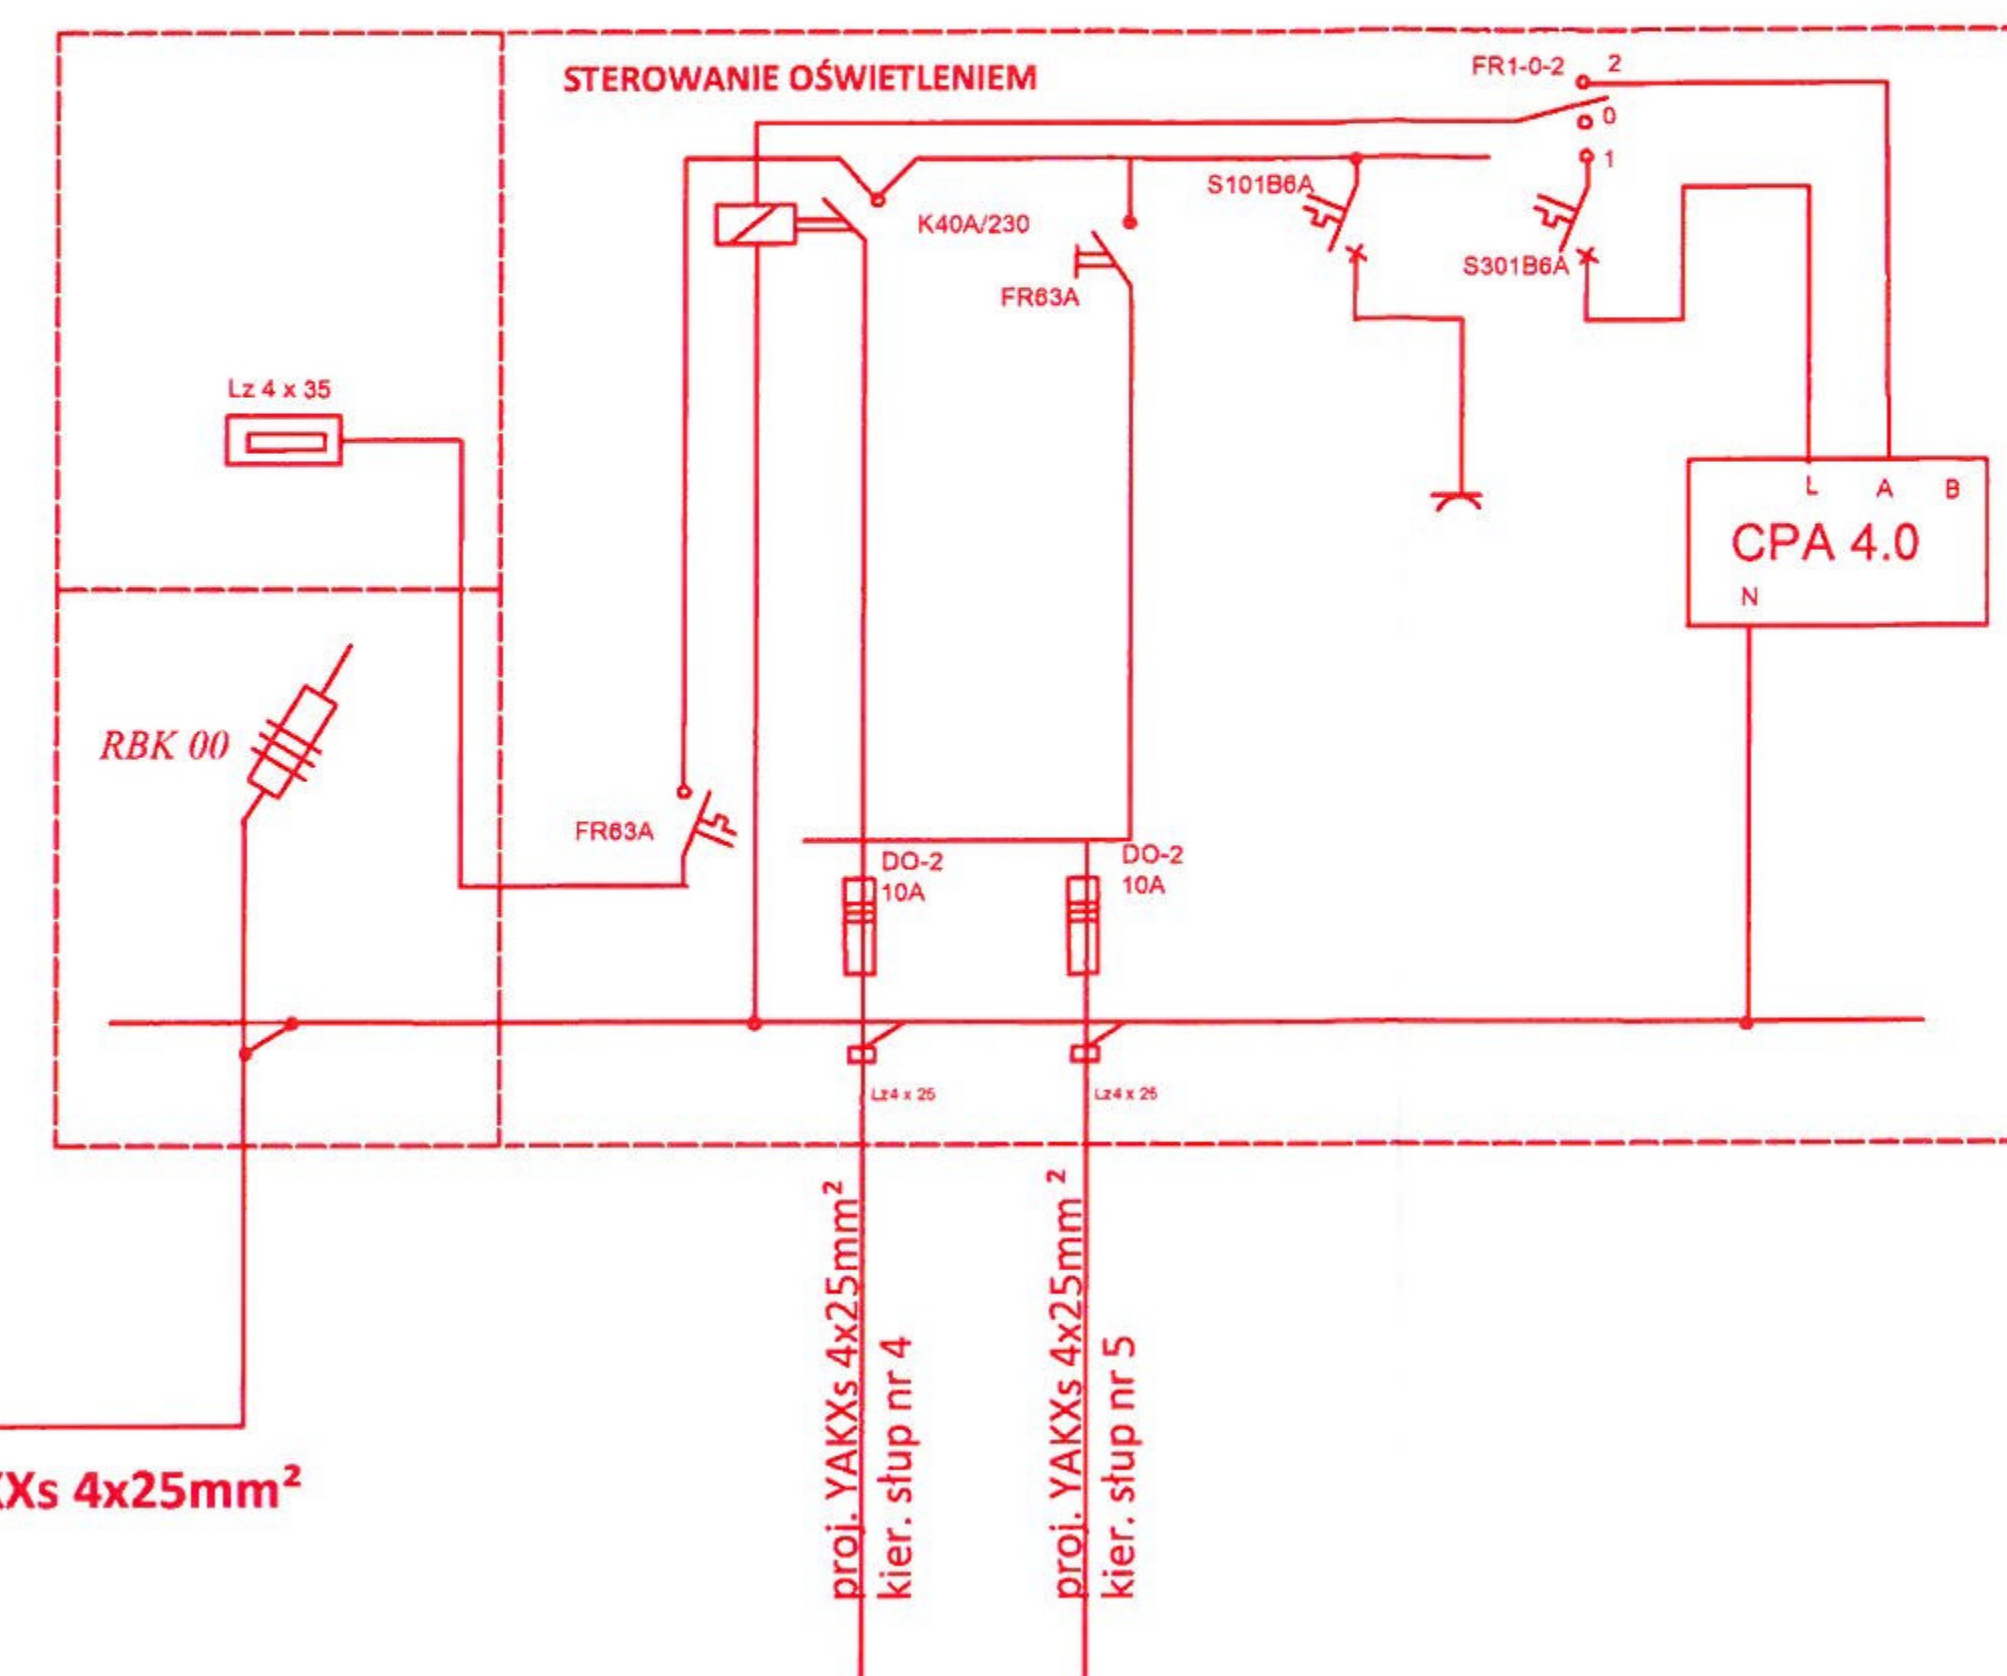 STEROWANIE OŚWIETLENIEM
FR1-0-2
2
0
1
S101B6A
K40A/230
S301B6A
FR63A
Lz 4 x 35
L A B
CPA 4.0
N
RBK 00
FR63A
DO-2
10A
DO-2
10A
Lz4 x 25
Lz4 x 25
proj. YAKXs 4x25mm²
kier. słup nr 4
proj. YAKXs 4x25mm²
kier. słup nr 5
Xs 4x25mm²